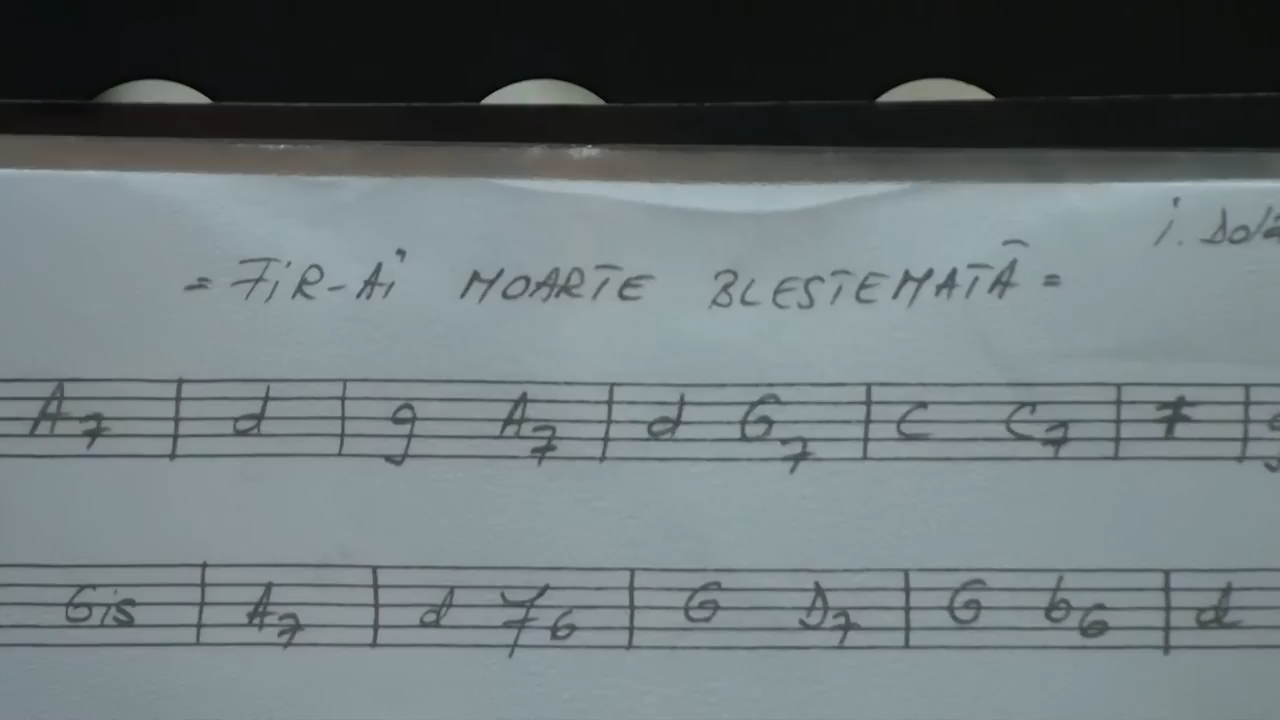 i.
= FiR-Ai MOARTE BLESTEMATĂ =
A7 d g A7 d G7 C C7 F
Gis A7 d F6 G D7 G b6 d